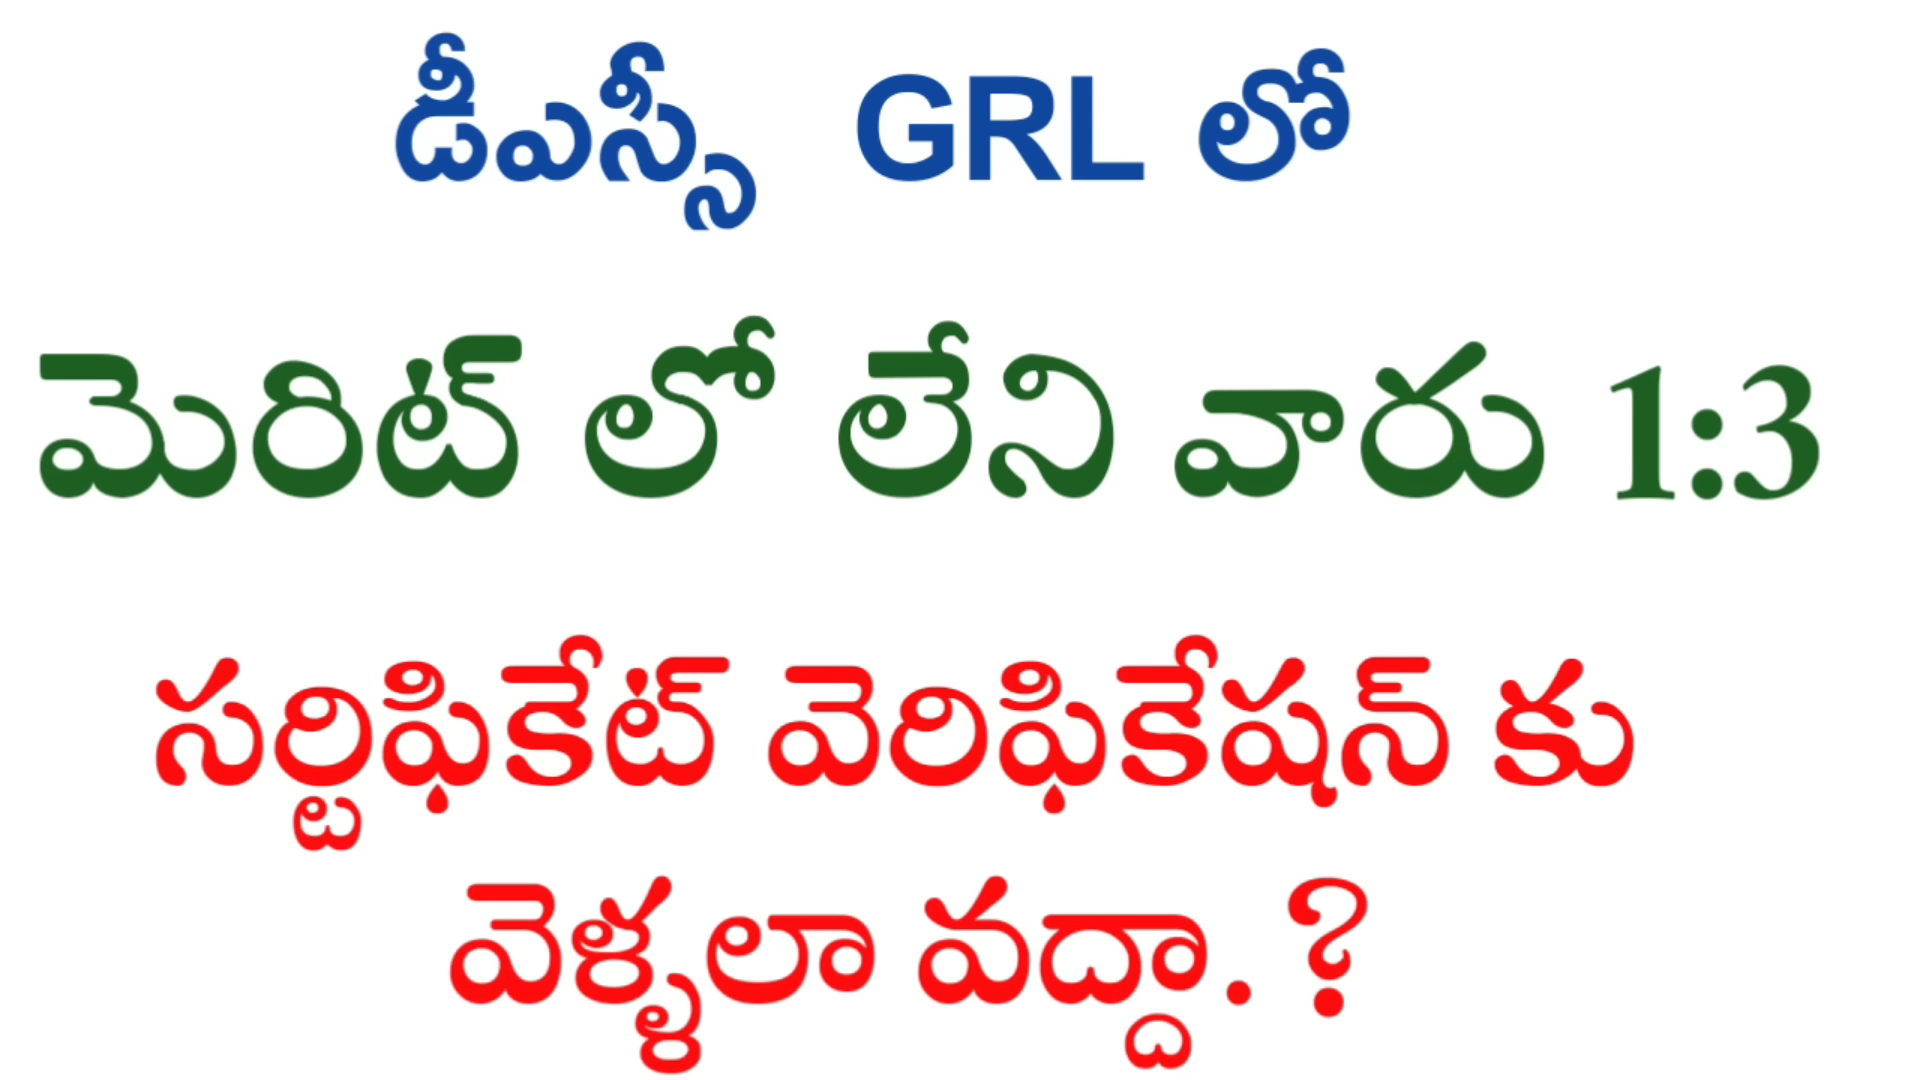 డీఎస్సీ GRL లో
మెరిట్ లో లేని వారు 1:3
సర్టిఫికేట్ వెరిఫికేషన్ కు
వెళ్ళలా వద్దా. ?